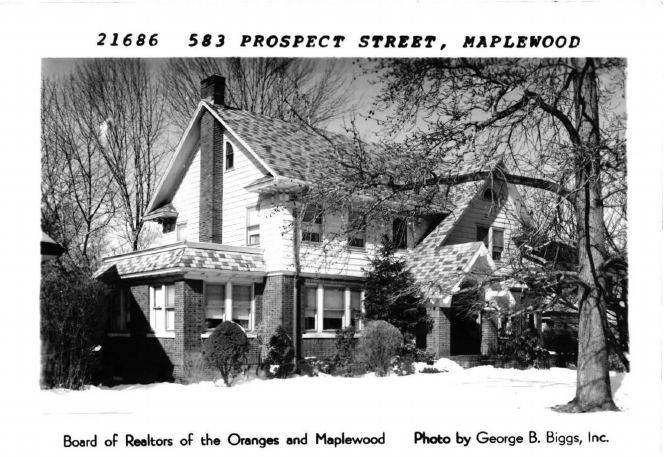 21686 583 PROSPECT STREET, MAPLEWOOD
Board of Realtors of the Oranges and Maplewood Photo by George B. Biggs, Inc.